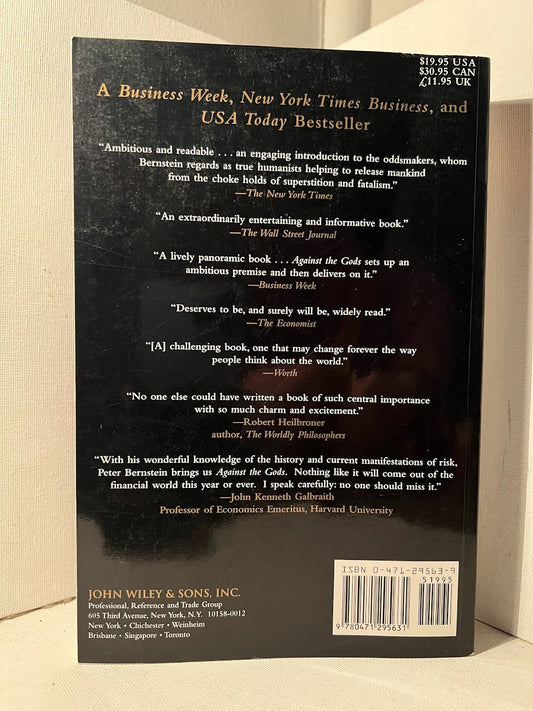 $19.95 USA
$30.95 CAN
£11.95 UK
A Business Week, New York Times Business, and
USA Today Bestseller
“Ambitious and readable . . . an engaging introduction to the oddsmakers, whom
Bernstein regards as true humanists helping to release mankind
from the choke holds of superstition and fatalism.”
—The New York Times
“An extraordinarily entertaining and informative book.”
—The Wall Street Journal
“A lively panoramic book . . . Against the Gods sets up an
ambitious premise and then delivers on it.”
—Business Week
“Deserves to be, and surely will be, widely read.”
—The Economist
“[A] challenging book, one that may change forever the way
people think about the world.”
—Worth
“No one else could have written a book of such central importance
with so much charm and excitement.”
—Robert Heilbroner
author, The Worldly Philosophers
“With his wonderful knowledge of the history and current manifestations of risk,
Peter Bernstein brings us Against the Gods. Nothing like it will come out of the
financial world this year or ever. I speak carefully: no one should miss it.”
—John Kenneth Galbraith
Professor of Economics Emeritus, Harvard University
JOHN WILEY & SONS, INC.
Professional, Reference and Trade Group
605 Third Avenue, New York, N.Y. 10158-0012
New York • Chichester • Weinheim
Brisbane • Singapore • Toronto
ISBN 0-471-29563-9
51995
9 780471 295631